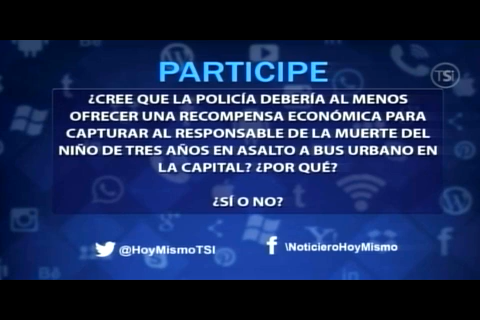 PARTICIPE
TSI
¿CREE QUE LA POLICÍA DEBERÍA AL MENOS
OFRECER UNA RECOMPENSA ECONÓMICA PARA
CAPTURAR AL RESPONSABLE DE LA MUERTE DEL
NIÑO DE TRES AÑOS EN ASALTO A BUS URBANO EN
LA CAPITAL? ¿POR QUÉ?
¿SÍ O NO?
@HoyMismoTSI
\NoticieroHoyMismo